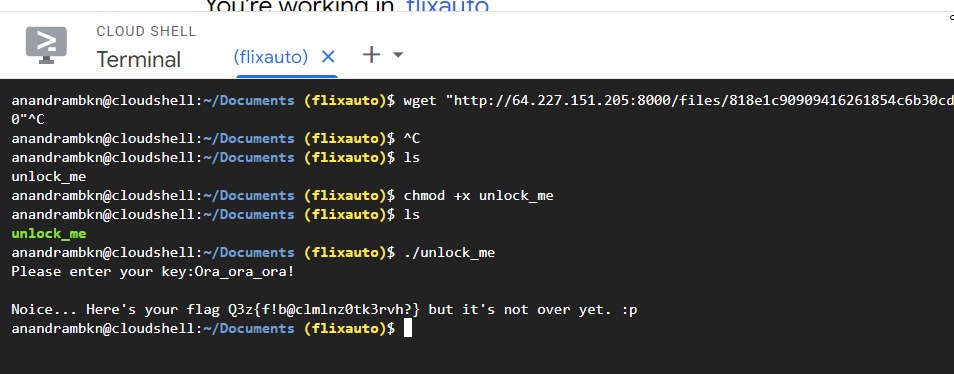 You're working in flixauto
CLOUD SHELL
Terminal
(flixauto)
anandrambkn@cloudshell:~/Documents (flixauto)$ wget "http://64.227.151.205:8000/files/818e1c90909416261854c6b30cd
0"^C
anandrambkn@cloudshell:~/Documents (flixauto)$ ^C
anandrambkn@cloudshell:~/Documents (flixauto)$ ls
unlock_me
anandrambkn@cloudshell:~/Documents (flixauto)$ chmod +x unlock_me
anandrambkn@cloudshell:~/Documents (flixauto)$ ls
unlock_me
anandrambkn@cloudshell:~/Documents (flixauto)$ ./unlock_me
Please enter your key:Ora_ora_ora!
Noice... Here's your flag Q3z{f!b@clmlnz0tk3rvh?} but it's not over yet. :p
anandrambkn@cloudshell:~/Documents (flixauto)$